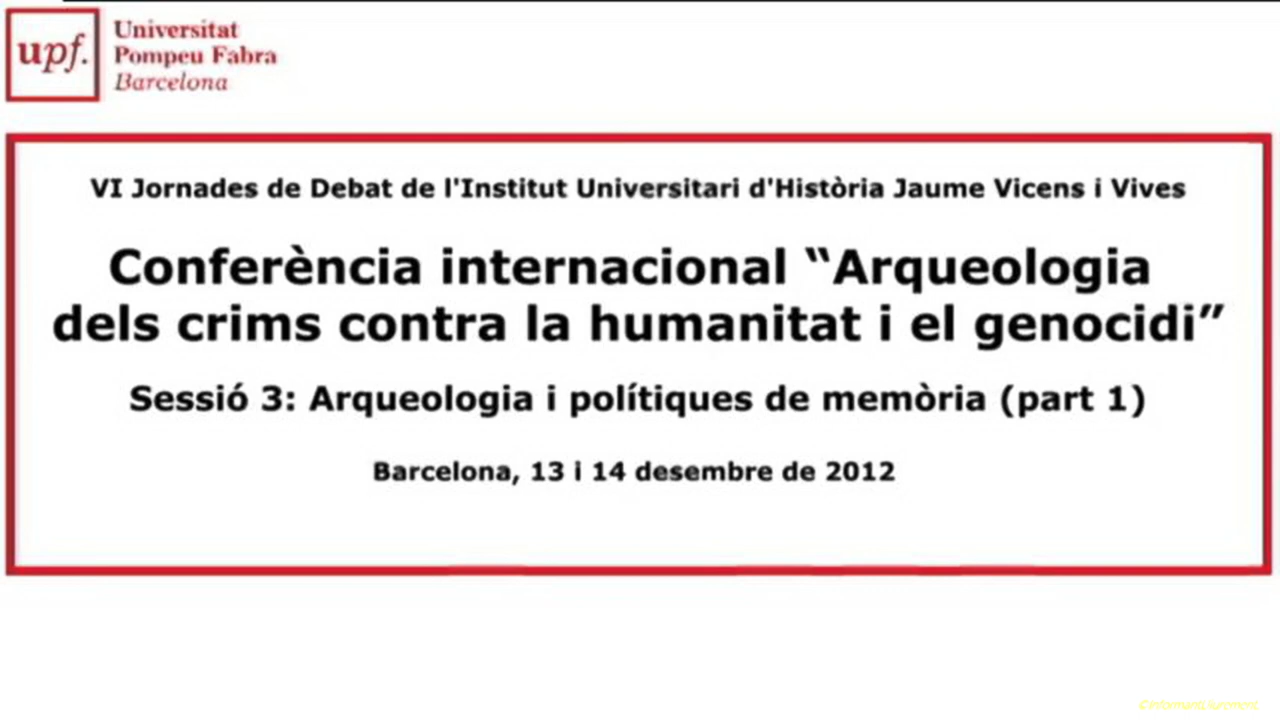 upf.
Universitat
Pompeu Fabra
Barcelona
VI Jornades de Debat de l'Institut Universitari d'Història Jaume Vicens i Vives
Conferència internacional “Arqueologia
dels crims contra la humanitat i el genocidi”
Sessió 3: Arqueologia i polítiques de memòria (part 1)
Barcelona, 13 i 14 desembre de 2012